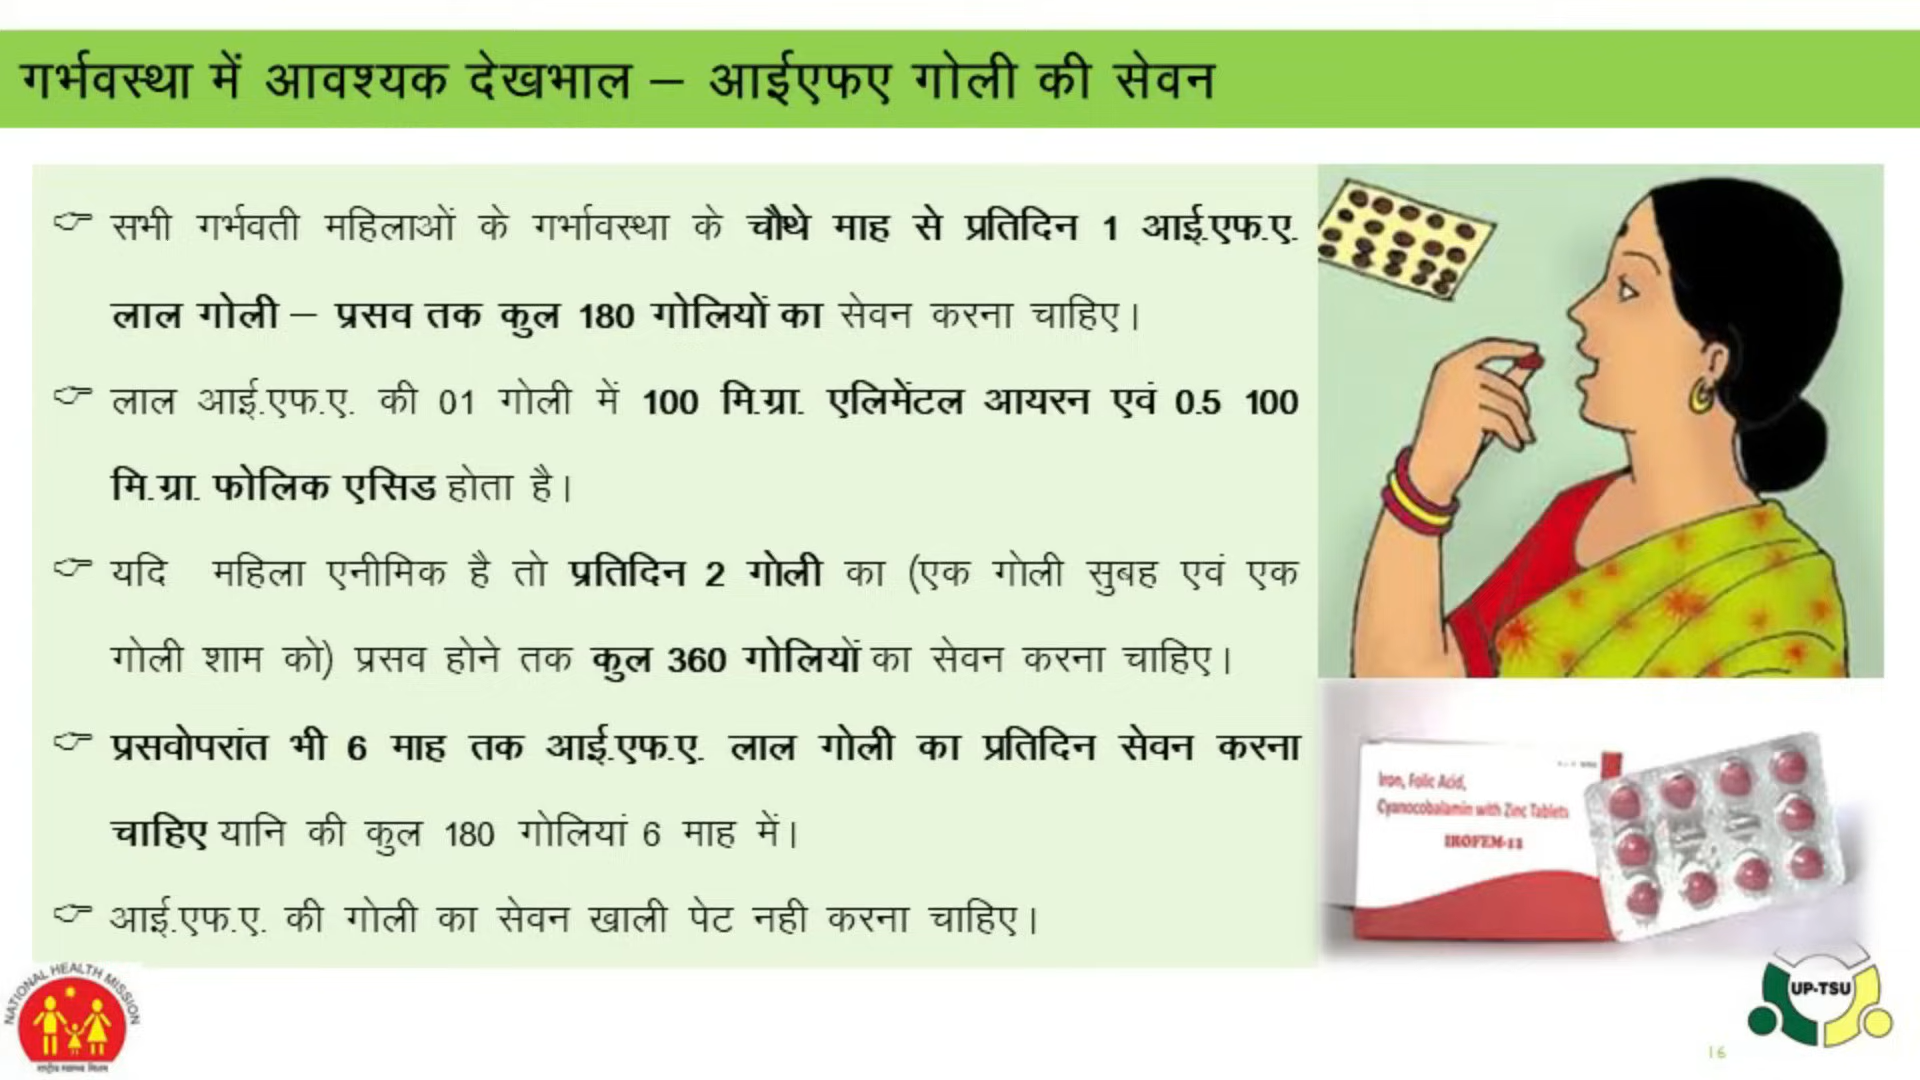 गर्भवस्था में आवश्यक देखभाल – आईएफए गोली की सेवन
सभी गर्भवती महिलाओं के गर्भावस्था के चौथे माह से प्रतिदिन 1 आई.एफ.ए.
लाल गोली – प्रसव तक कुल 180 गोलियों का सेवन करना चाहिए।
लाल आई.एफ.ए. की 01 गोली में 100 मि.ग्रा. एलिमेंटल आयरन एवं 0.5 100
मि.ग्रा. फोलिक एसिड होता है।
यदि महिला एनीमिक है तो प्रतिदिन 2 गोली का (एक गोली सुबह एवं एक
गोली शाम को) प्रसव होने तक कुल 360 गोलियों का सेवन करना चाहिए।
प्रसवोपरांत भी 6 माह तक आई.एफ.ए. लाल गोली का प्रतिदिन सेवन करना
चाहिए यानि की कुल 180 गोलियां 6 माह में।
आई.एफ.ए. की गोली का सेवन खाली पेट नही करना चाहिए।
Iron, Folic Acid,
Cyanocobalamin with Zinc Tablets
IROFEM-12
NATIONAL HEALTH MISSION
राष्ट्रीय स्वास्थ्य मिशन
UP-TSU
16